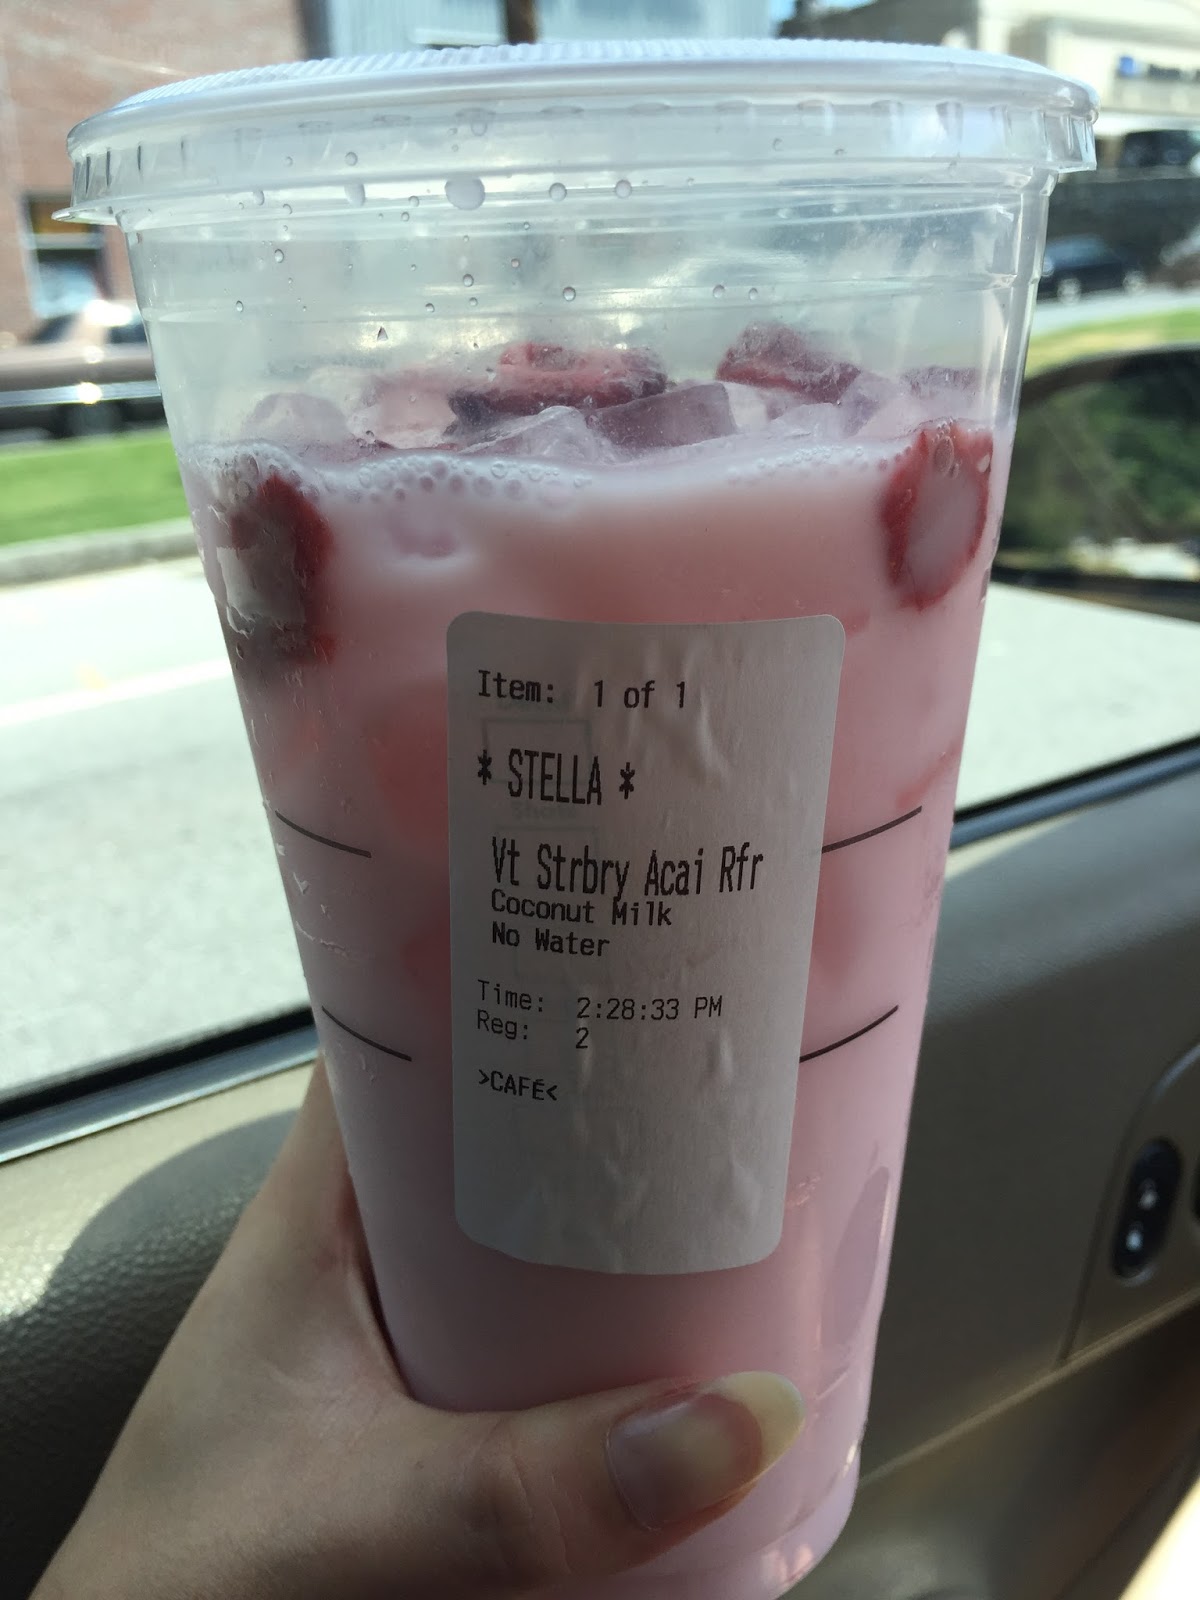 Item: 1 of 1
* STELLA *
Vt Strbry Acai Rfr
Coconut Milk
No Water
Time: 2:28:33 PM
Reg: 2
>CAFÉ<